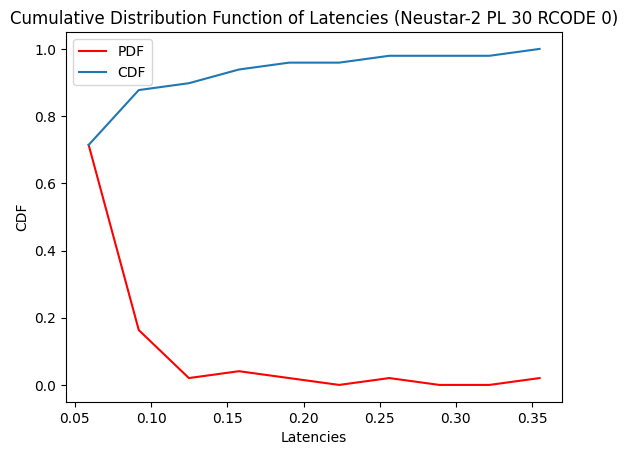 Cumulative Distribution Function of Latencies (Neustar-2 PL 30 RCODE 0)
PDF
CDF
1.0
0.8
0.6
0.4
0.2
0.0
CDF
0.05 0.10 0.15 0.20 0.25 0.30 0.35
Latencies